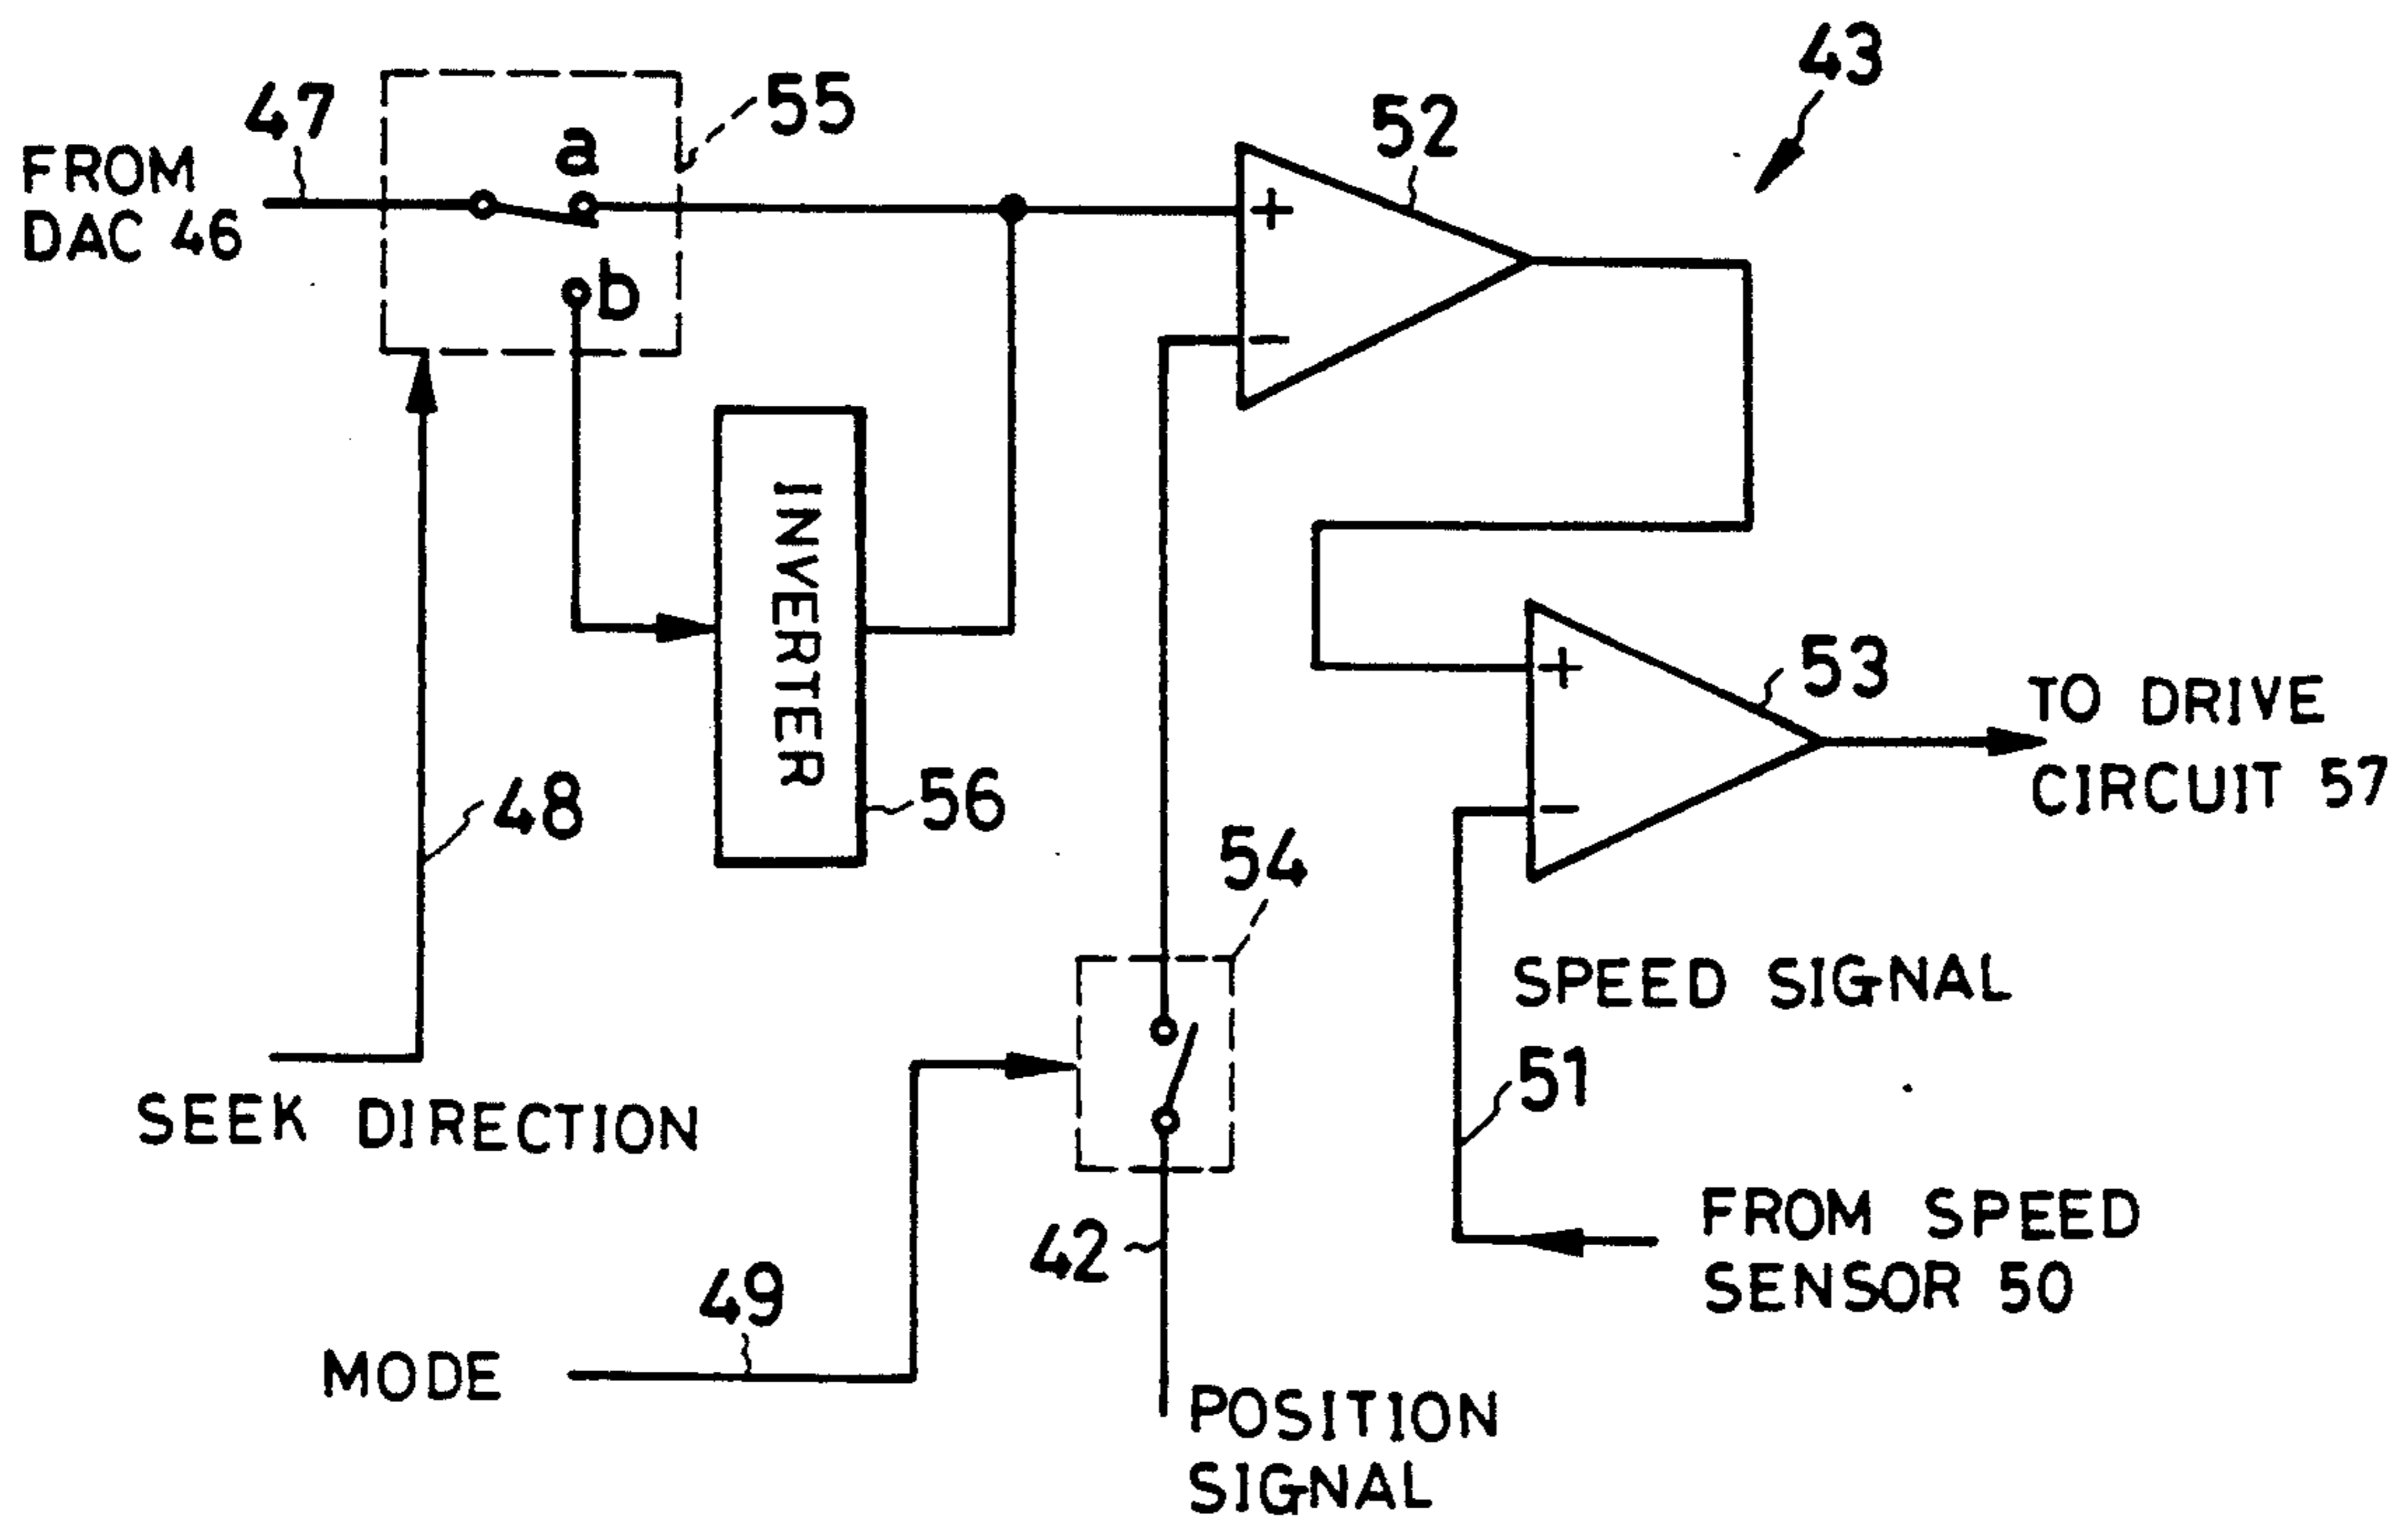 43
52
55
47
a
FROM
DAC 46
b
+
−
INVERTER
53
+
TO DRIVE
CIRCUIT 57
−
48
56
54
SPEED SIGNAL
51
SEEK DIRECTION
42
FROM SPEED
SENSOR 50
49
MODE
POSITION
SIGNAL